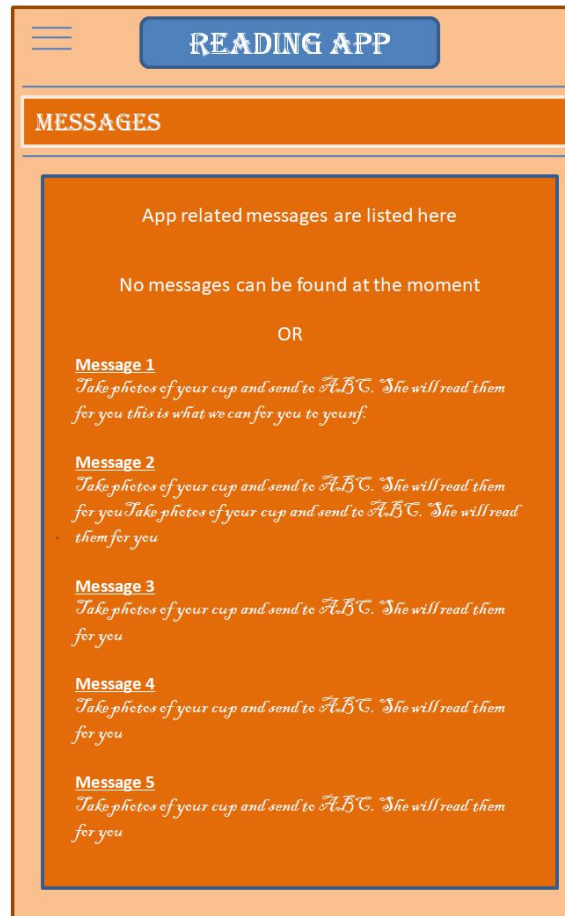 READING APP
MESSAGES
App related messages are listed here
No messages can be found at the moment
OR
Message 1
Take photos of your cup and send to ABC. She will read them
for you this is what we can for you to younf.
Message 2
Take photos of your cup and send to ABC. She will read them
for youTake photos of your cup and send to ABC. She will read
them for you
Message 3
Take photos of your cup and send to ABC. She will read them
for you
Message 4
Take photos of your cup and send to ABC. She will read them
for you
Message 5
Take photos of your cup and send to ABC. She will read them
for you